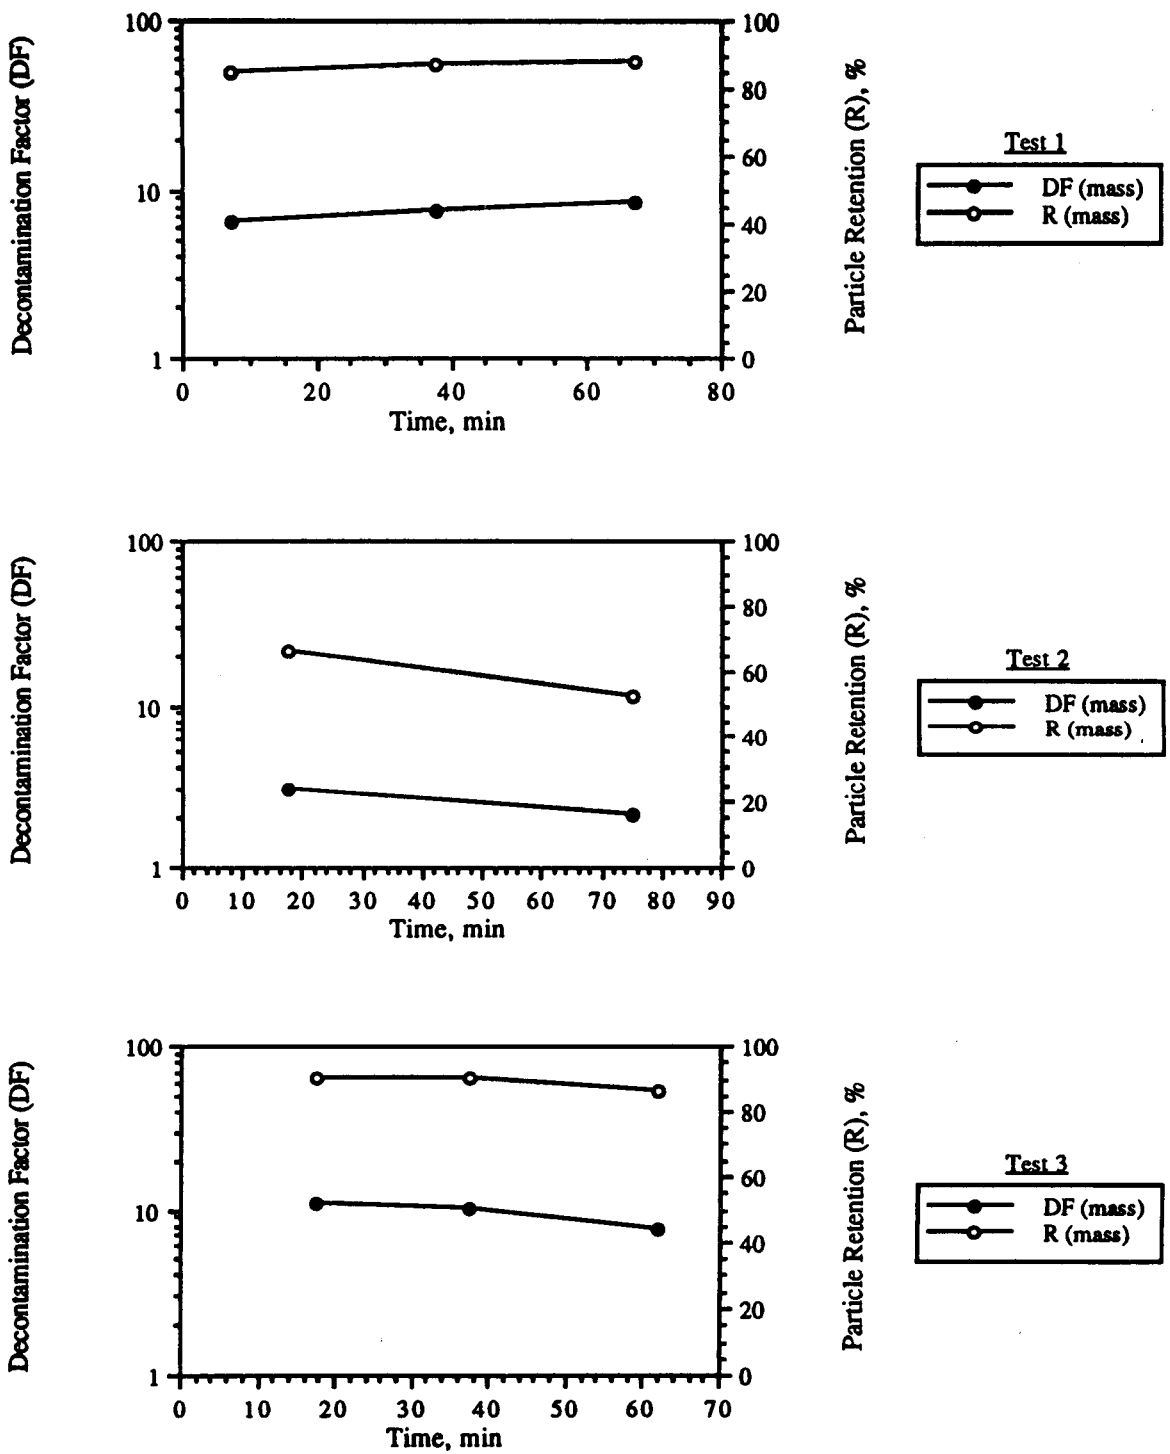 Decontamination Factor (DF)
100
10
1
0 20 40 60 80
Time, min
100
80
60
40
20
0
Particle Retention (R), %
Test 1
DF (mass)
R (mass)
Decontamination Factor (DF)
100
10
1
0 10 20 30 40 50 60 70 80 90
Time, min
100
80
60
40
20
0
Particle Retention (R), %
Test 2
DF (mass)
R (mass)
Decontamination Factor (DF)
100
10
1
0 10 20 30 40 50 60 70
Time, min
100
80
60
40
20
0
Particle Retention (R), %
Test 3
DF (mass)
R (mass)